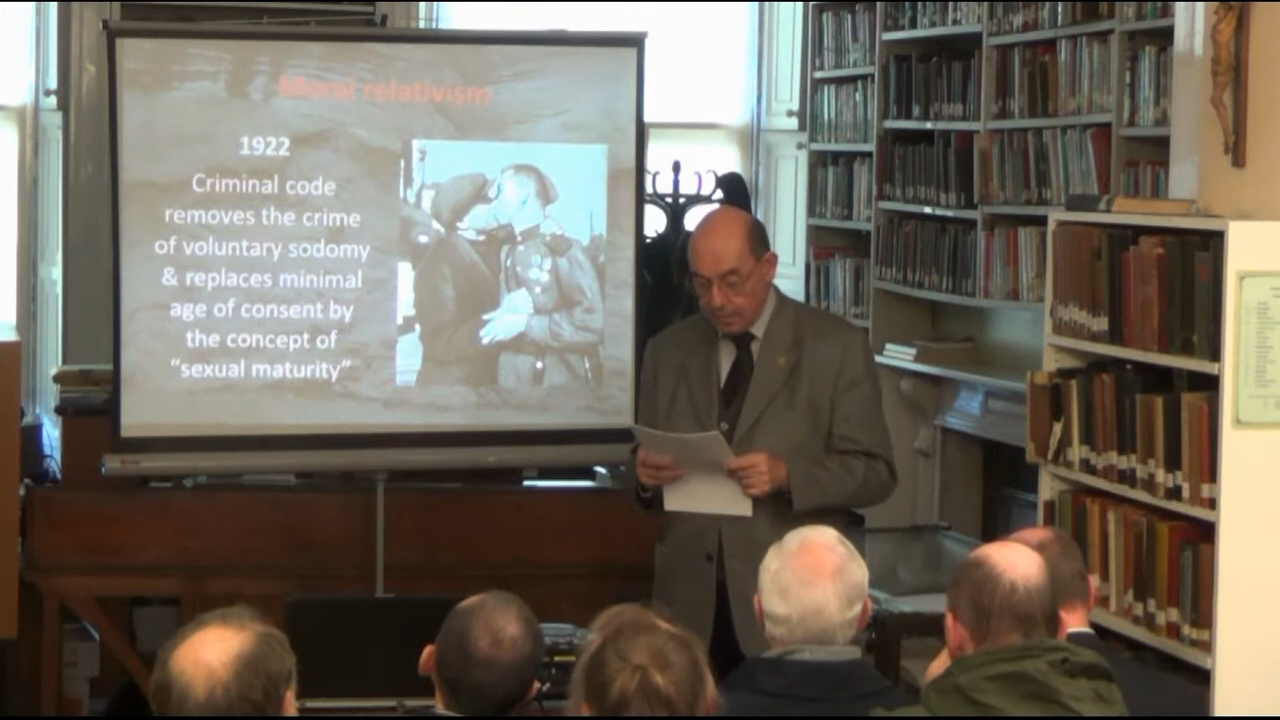 Moral relativism
1922
Criminal code
removes the crime
of voluntary sodomy
& replaces minimal
age of consent by
the concept of
“sexual maturity”